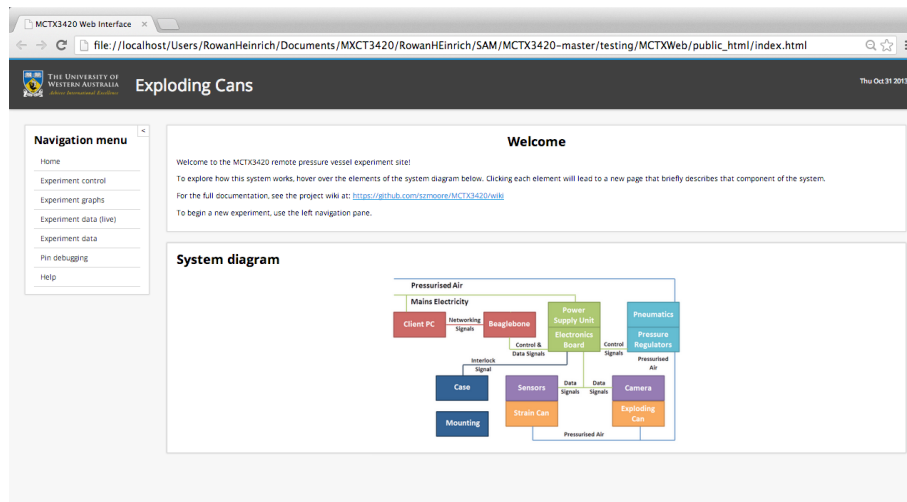 MCTX3420 Web Interface
file://localhost/Users/RowanHeinrich/Documents/MXCT3420/RowanHEinrich/SAM/MCTX3420-master/testing/MCTXWeb/public_html/index.html
THE UNIVERSITY OF
WESTERN AUSTRALIA
Achieve International Excellence
Exploding Cans
Thu Oct 31 2013
<
Navigation menu
Home
Experiment control
Experiment graphs
Experiment data (live)
Experiment data
Pin debugging
Help
Welcome
Welcome to the MCTX3420 remote pressure vessel experiment site!
To explore how this system works, hover over the elements of the system diagram below. Clicking each element will lead to a new page that briefly describes that component of the system.
For the full documentation, see the project wiki at: https://github.com/szmoore/MCTX3420/wiki
To begin a new experiment, use the left navigation pane.
System diagram
Pressurised Air
Mains Electricity
Client PC
Networking
Signals
Beaglebone
Power
Supply Unit
Electronics
Board
Pneumatics
Pressure
Regulators
Control &
Data Signals
Control
Signals
Pressurised
Air
Interlock
Signal
Case
Sensors
Data
Signals
Data
Signals
Camera
Strain Can
Exploding
Can
Mounting
Pressurised Air